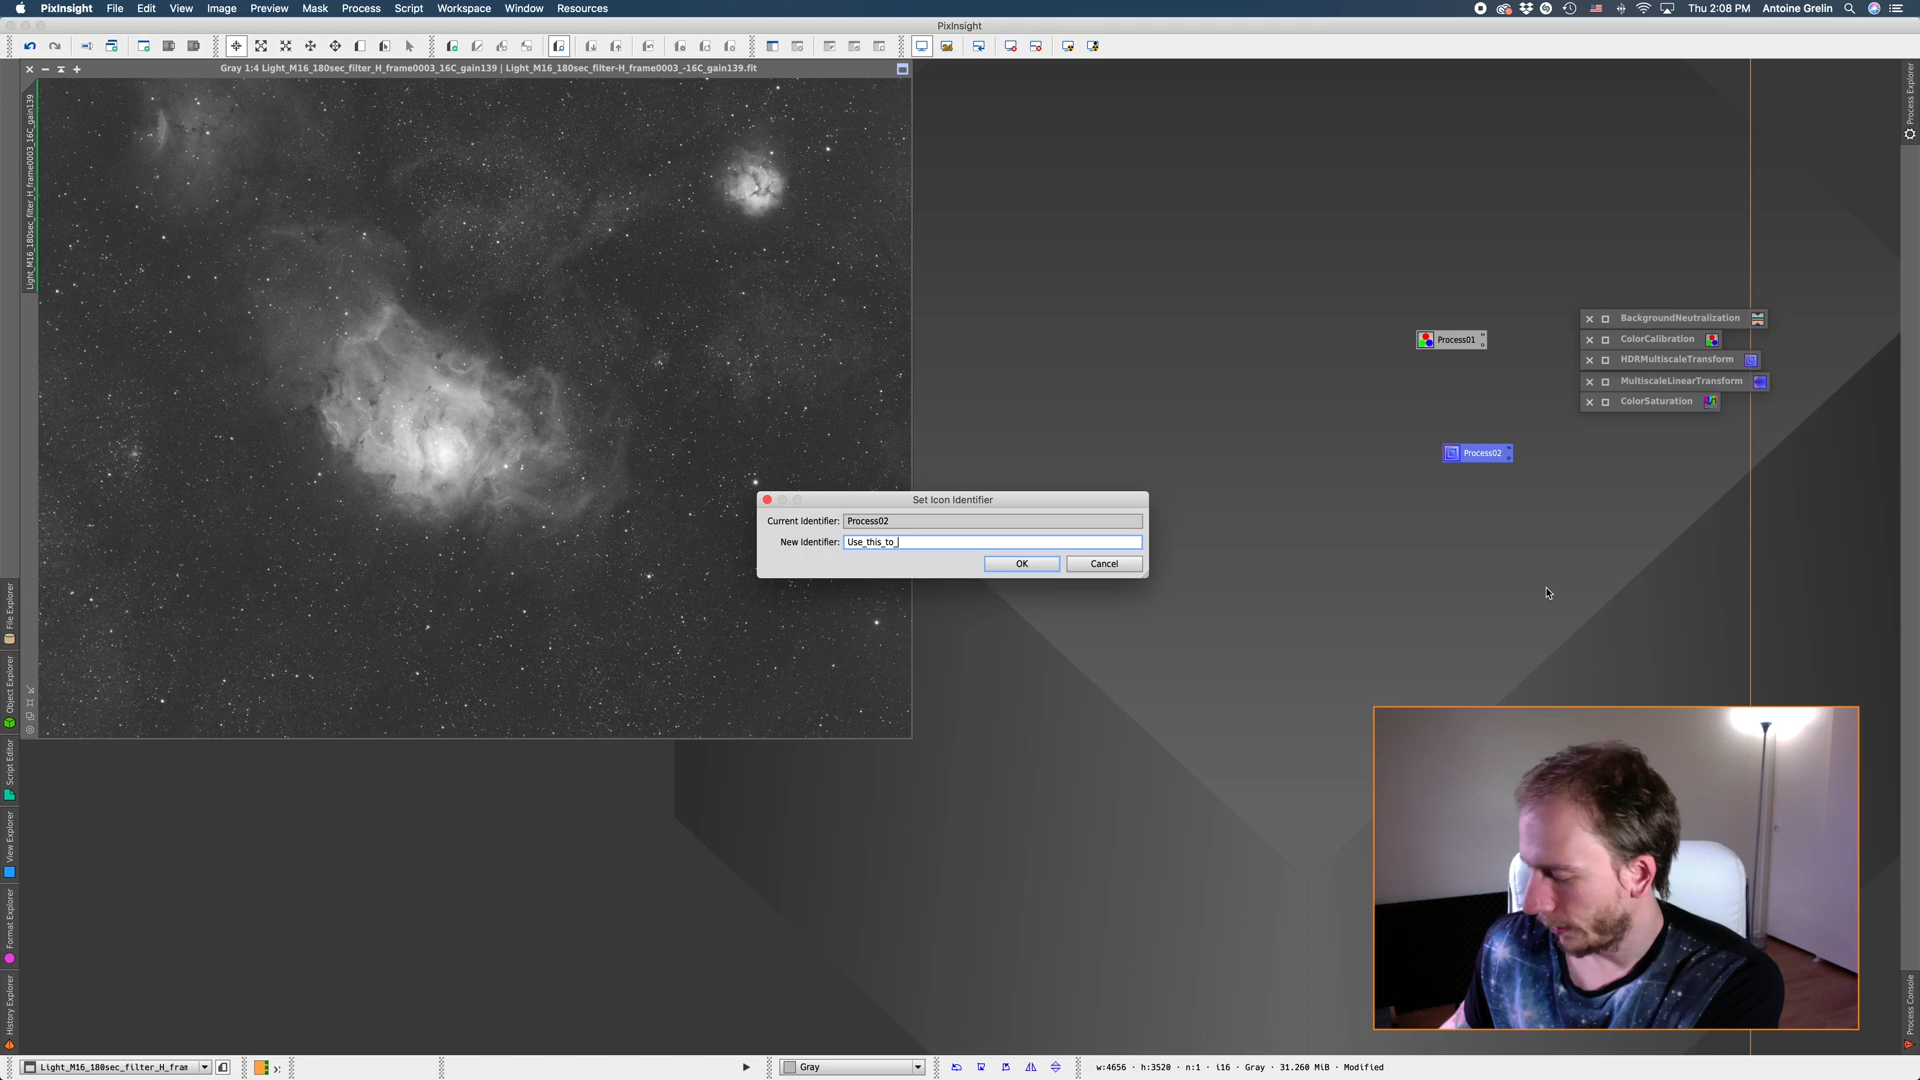 PixInsight File Edit View Image Preview Mask Process Script Workspace Window Resources
Thu 2:08 PM Antoine Grelin
PixInsight
Gray 1:4 Light_M16_180sec_filter_H_frame0003_16C_gain139 | Light_M16_180sec_filter-H_frame0003_-16C_gain139.fit
Light_M16_180sec_filter_H_frame0003_16C_gain139
Process Explorer
BackgroundNeutralization
ColorCalibration
HDRMultiscaleTransform
MultiscaleLinearTransform
ColorSaturation
Process01
Process02
Set Icon Identifier
Current Identifier: Process02
New Identifier: Use_this_to_
OK Cancel
File Explorer
Object Explorer
Script Editor
View Explorer
Format Explorer
History Explorer
Process Console
Light_M16_180sec_filter_H_fram
Gray
w:4656 · h:3520 · n:1 · i16 · Gray · 31.260 MiB · Modified